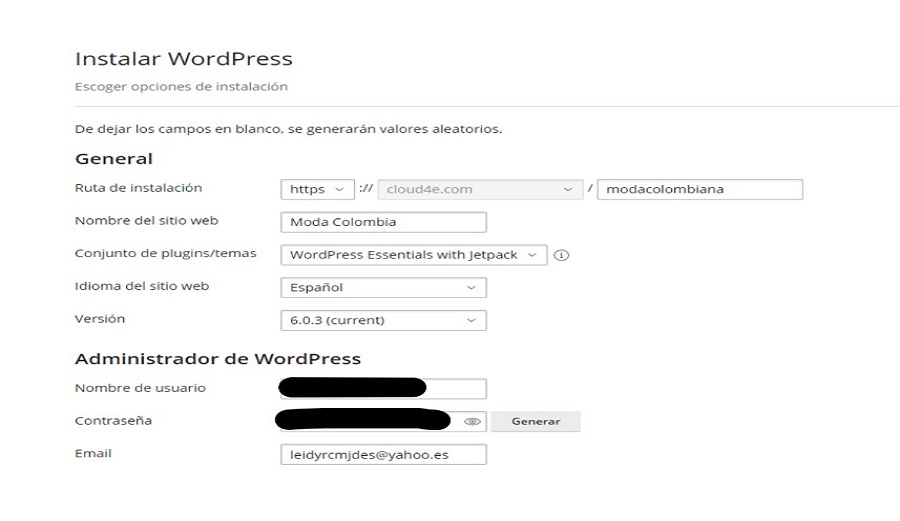 Instalar WordPress
Escoger opciones de instalación
De dejar los campos en blanco, se generarán valores aleatorios.
General
Ruta de instalación https :// cloud4e.com / modacolombiana
Nombre del sitio web Moda Colombia
Conjunto de plugins/temas WordPress Essentials with Jetpack
Idioma del sitio web Español
Versión 6.0.3 (current)
Administrador de WordPress
Nombre de usuario
Contraseña Generar
Email leidyrcmjdes@yahoo.es